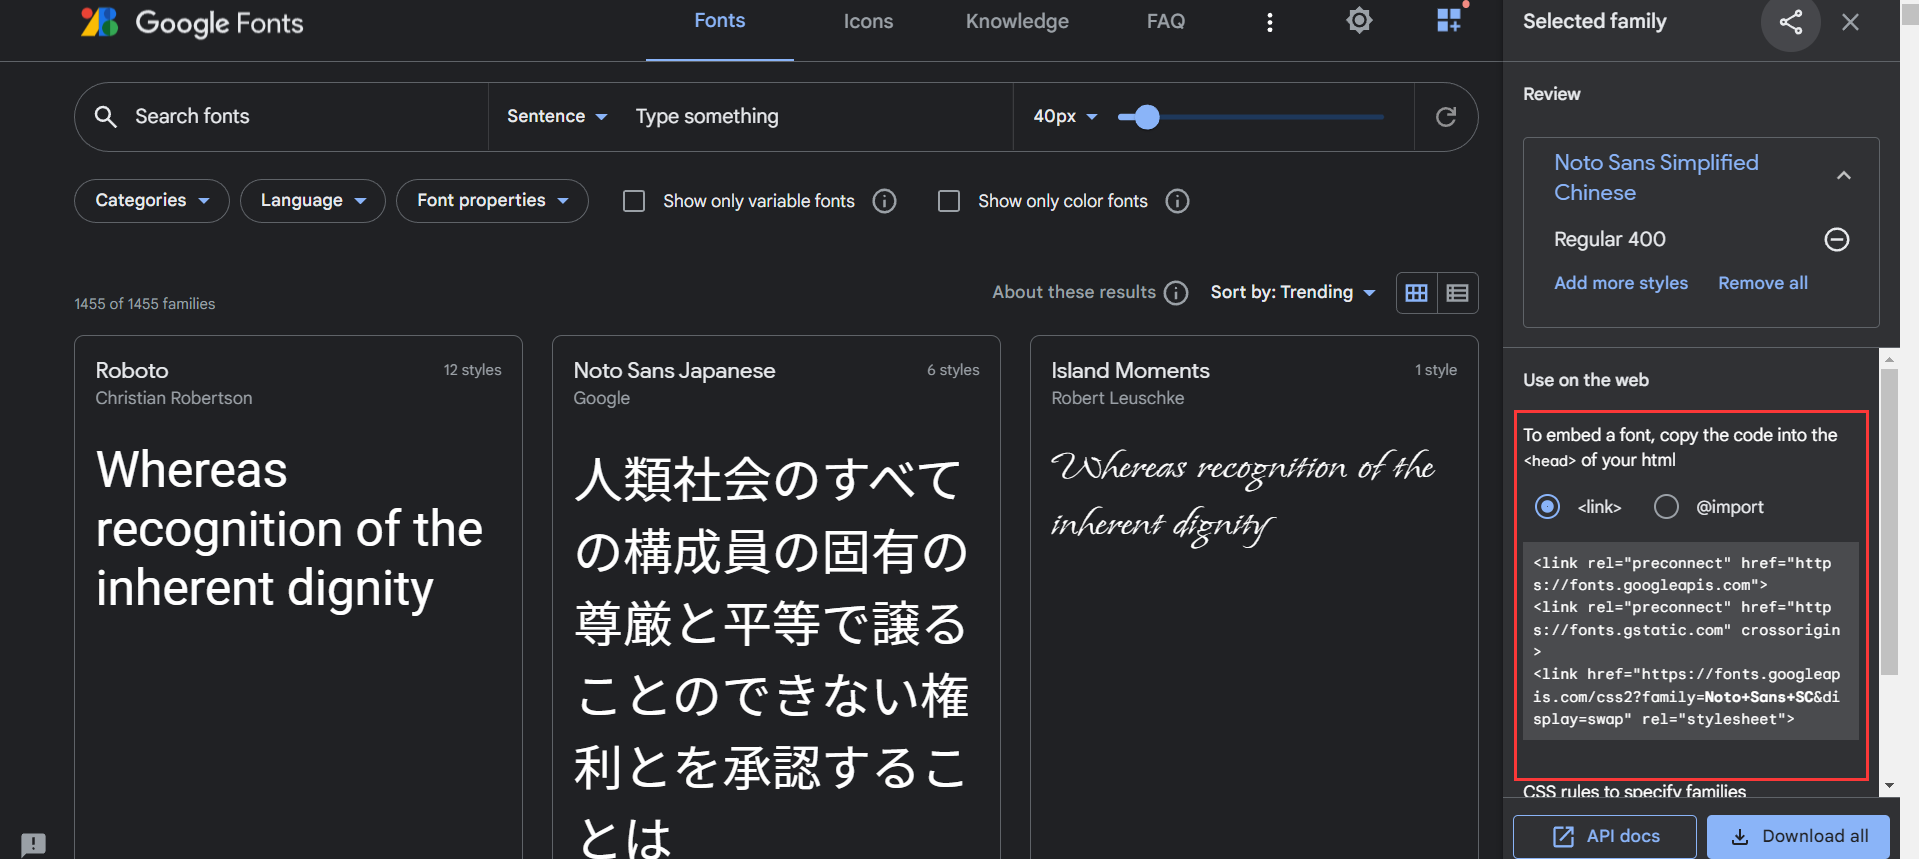 Google Fonts
Fonts
Icons
Knowledge
FAQ
Search fonts
Sentence
Type something
40px
Categories
Language
Font properties
Show only variable fonts
Show only color fonts
1455 of 1455 families
About these results
Sort by: Trending
Roboto
12 styles
Christian Robertson
Whereas
recognition of the
inherent dignity
Noto Sans Japanese
6 styles
Google
人類社会のすべて
の構成員の固有の
尊厳と平等で譲る
ことのできない権
利とを承認するこ
とは
Island Moments
1 style
Robert Leuschke
Whereas recognition of the
inherent dignity
Selected family
Review
Noto Sans Simplified
Chinese
Regular 400
Add more styles
Remove all
Use on the web
To embed a font, copy the code into the
<head> of your html
<link>
@import
<link rel="preconnect" href="http
s://fonts.googleapis.com">
<link rel="preconnect" href="http
s://fonts.gstatic.com" crossorigin
>
<link href="https://fonts.googleap
is.com/css2?family=Noto+Sans+SC&di
splay=swap" rel="stylesheet">
CSS rules to specify families
API docs
Download all